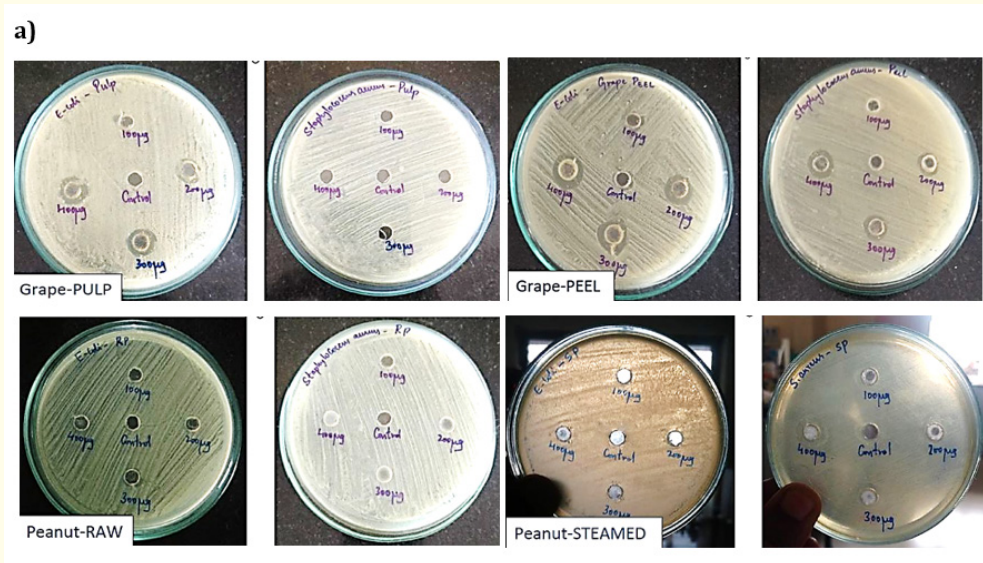 a)
E-coli - Pulp
100µg
200µg
400µg
Control
300µg
Grape-PULP
Staphylococcus aureus - Pulp
100µg
400µg Control 200µg
300µg
E-coli - Grape PEEL
100µg
400µg Control 200µg
300µg
Grape-PEEL
Staphylococcus aureus - Peel
100µg
400µg Control 200µg
300µg
E-coli - RP
100µg
400µg Control 200µg
300µg
Peanut-RAW
Staphylococcus aureus - RP
100µg
400µg Control 200µg
300µg
E-coli - SP
100µg
400µg Control 200µg
300µg
Peanut-STEAMED
S.aureus - SP
100µg
400µg Control 200µg
300µg